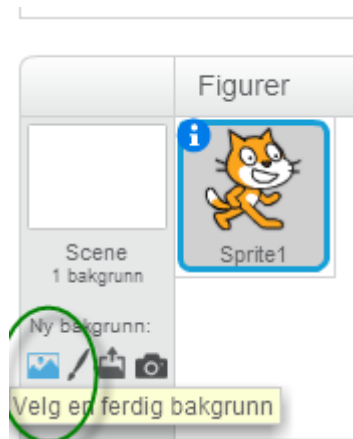 Figurer
Sprite1
Scene
1 bakgrunn
Ny bakgrunn:
Velg en ferdig bakgrunn